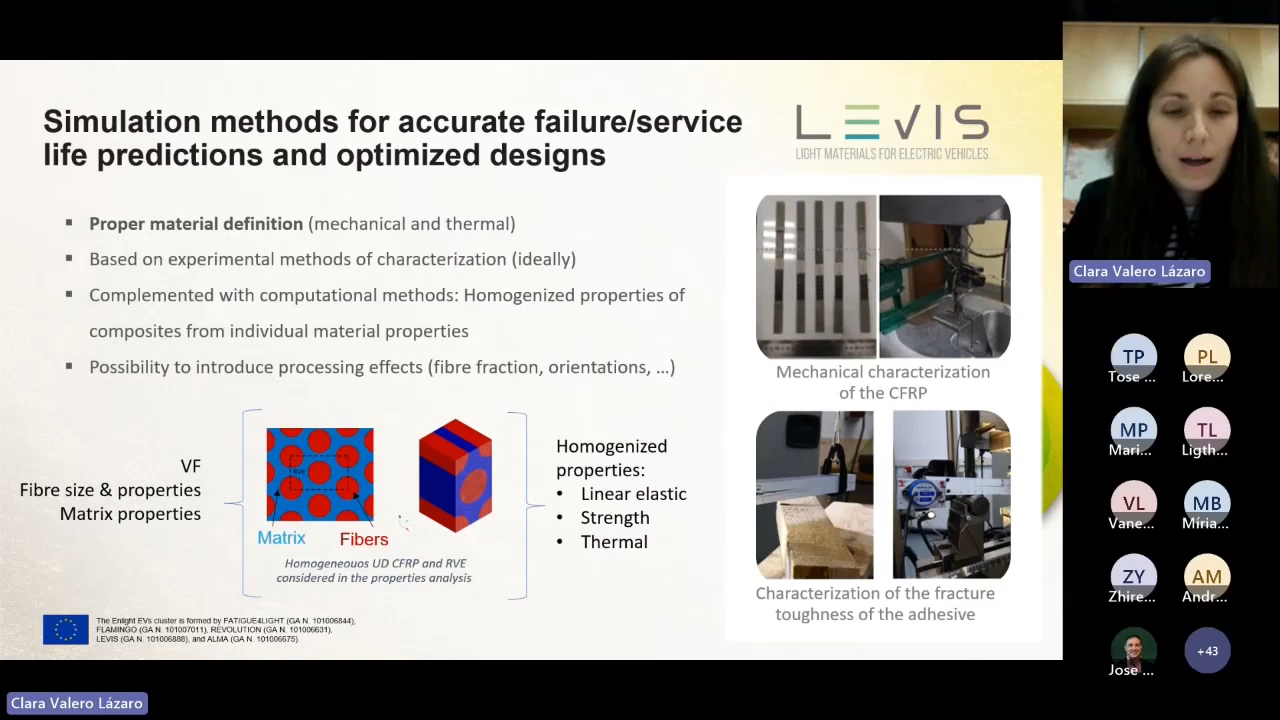 Simulation methods for accurate failure/service
life predictions and optimized designs
LEVIS
LIGHT MATERIALS FOR ELECTRIC VEHICLES
▪ Proper material definition (mechanical and thermal)
▪ Based on experimental methods of characterization (ideally)
▪ Complemented with computational methods: Homogenized properties of
composites from individual material properties
▪ Possibility to introduce processing effects (fibre fraction, orientations, ...)
VF
Fibre size & properties
Matrix properties
RVE
Matrix
Fibers
Homogeneouos UD CFRP and RVE
considered in the properties analysis
Homogenized
properties:
• Linear elastic
• Strength
• Thermal
Mechanical characterization
of the CFRP
Characterization of the fracture
toughness of the adhesive
The Enlight EVs cluster is formed by FATIGUE4LIGHT (GA N. 101006844),
FLAMINGO (GA N. 101007011), REVOLUTION (GA N. 101006631),
LEVIS (GA N. 101006888), and ALMA (GA N. 101006675).
Clara Valero Lázaro
Clara Valero Lázaro
TP
Tose ...
PL
Lore...
MP
Mari...
TL
Ligth...
VL
Vane...
MB
Míria...
ZY
Zhire...
AM
Andr...
Jose ...
+43